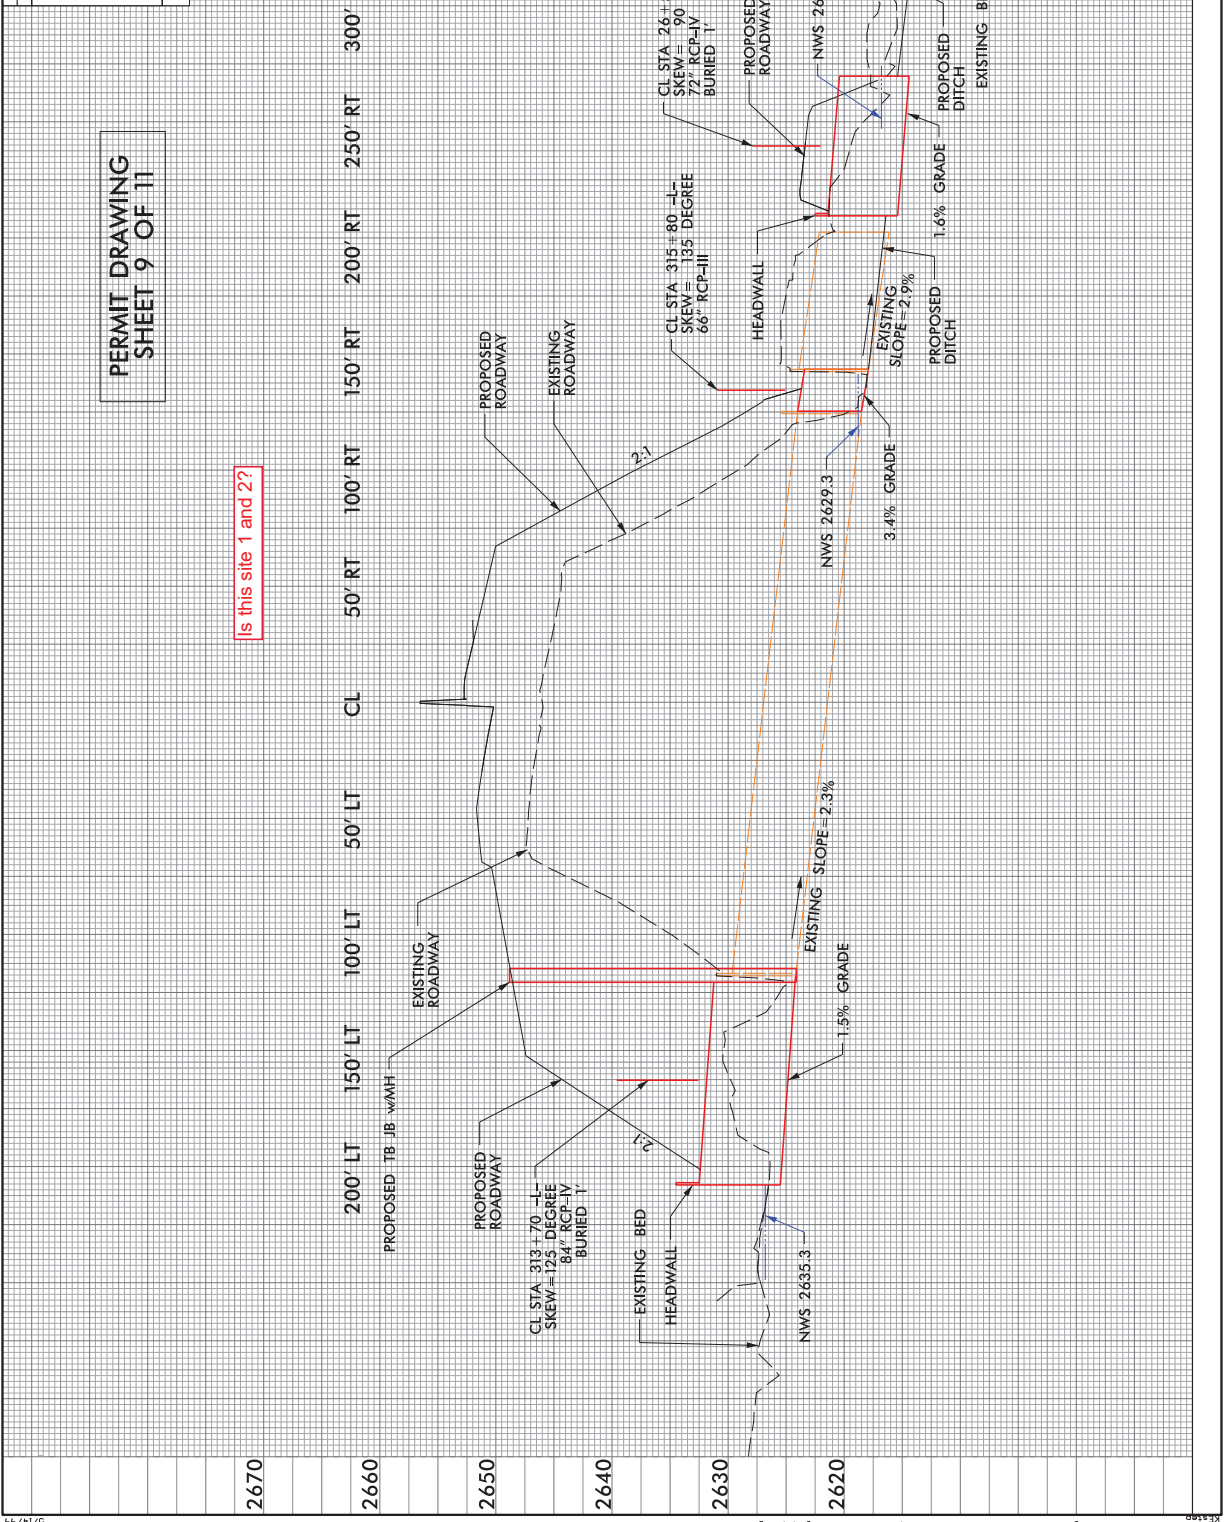 PERMIT DRAWING
SHEET 9 OF 11
Is this site 1 and 2?
200' LT
150' LT
100' LT
50' LT
CL
50' RT
100' RT
150' RT
200' RT
250' RT
300'
2670
2660
2650
2640
2630
2620
PROPOSED TB JB w/MH
EXISTING
ROADWAY
PROPOSED
ROADWAY
CL STA 313+70 -L-
SKEW=125 DEGREE
84" RCP-IV
BURIED 1'
2:1
EXISTING BED
HEADWALL
NWS 2635.3
1.5% GRADE
EXISTING SLOPE=2.3%
PROPOSED
ROADWAY
EXISTING
ROADWAY
2:1
NWS 2629.3
3.4% GRADE
CL STA 315+80 -L-
SKEW= 135 DEGREE
66" RCP-III
HEADWALL
EXISTING
SLOPE=2.9%
PROPOSED
DITCH
1.6% GRADE
CL STA 26+
SKEW= 90
72" RCP-IV
BURIED 1'
PROPOSED
ROADWAY
NWS 26
PROPOSED
DITCH
EXISTING B